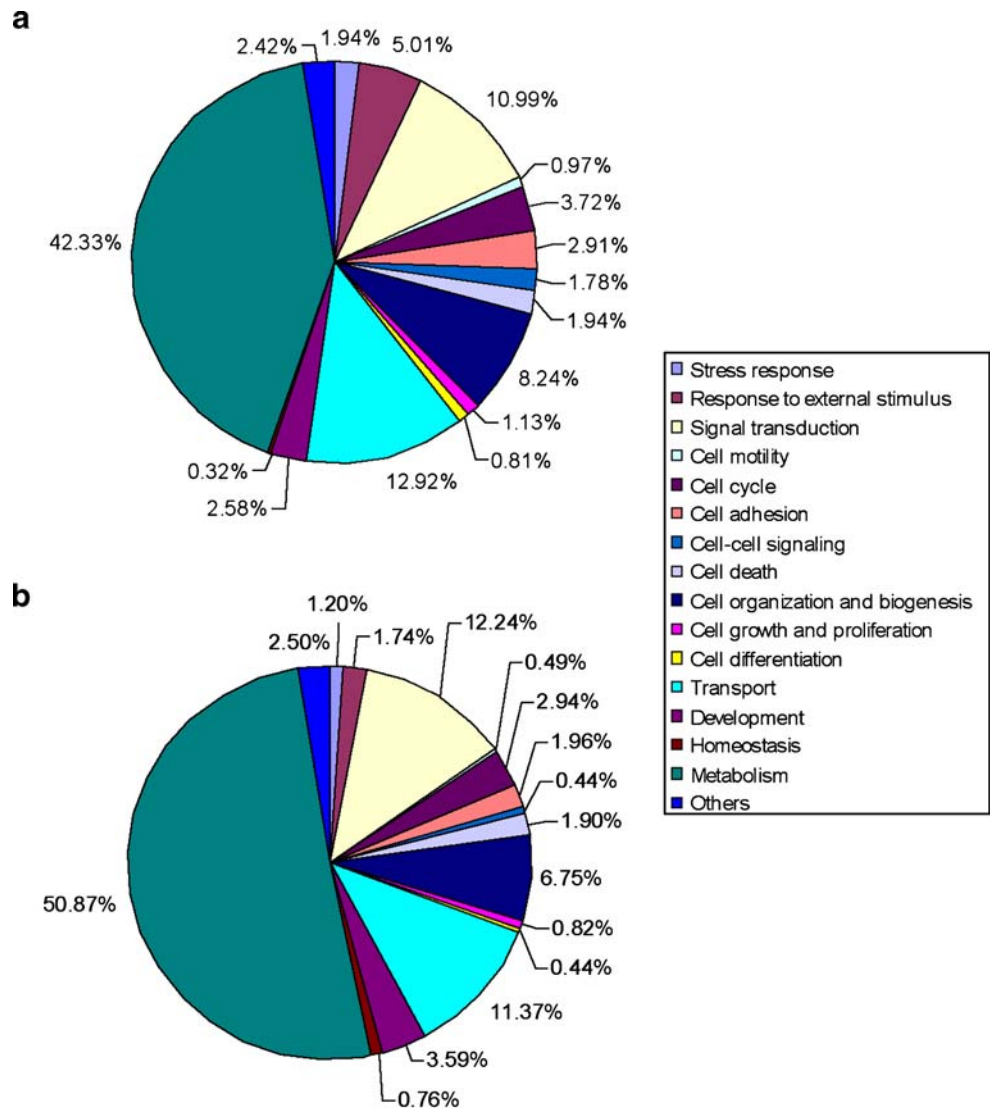 a
2.42%
1.94%
5.01%
10.99%
0.97%
3.72%
2.91%
1.78%
1.94%
8.24%
1.13%
0.81%
12.92%
2.58%
0.32%
42.33%
Stress response
Response to external stimulus
Signal transduction
Cell motility
Cell cycle
Cell adhesion
Cell-cell signaling
Cell death
Cell organization and biogenesis
Cell growth and proliferation
Cell differentiation
Transport
Development
Homeostasis
Metabolism
Others
b
2.50%
1.20%
1.74%
12.24%
0.49%
2.94%
1.96%
0.44%
1.90%
6.75%
0.82%
0.44%
11.37%
3.59%
0.76%
50.87%